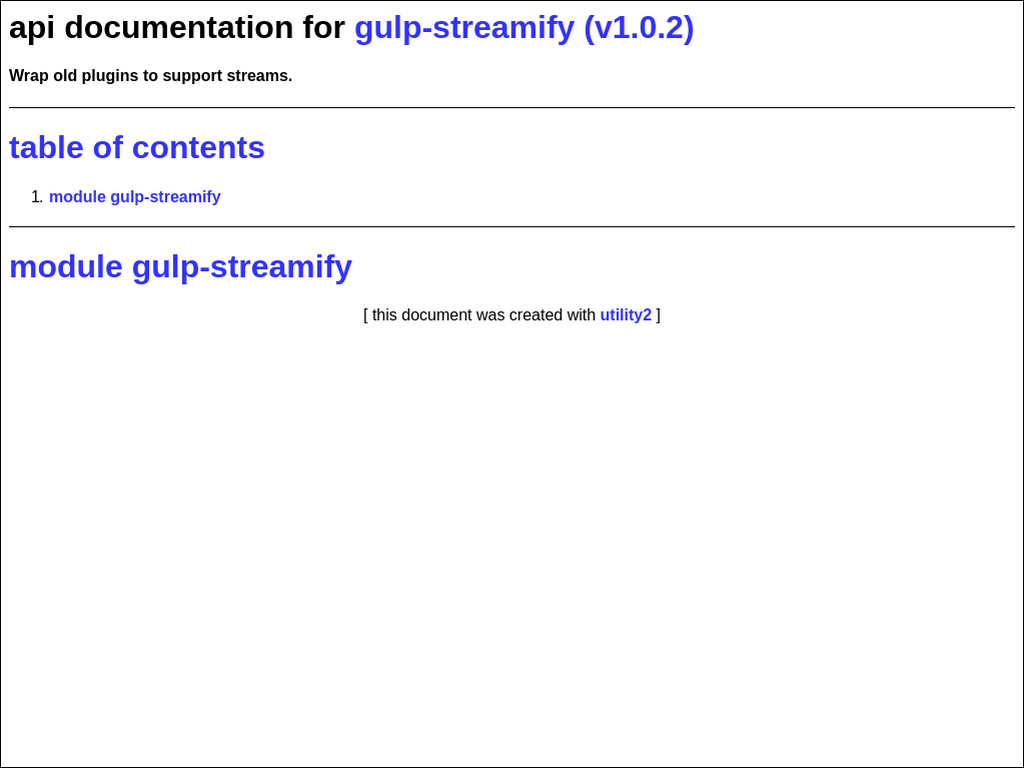 api documentation for gulp-streamify (v1.0.2)
Wrap old plugins to support streams.
table of contents
1. module gulp-streamify
module gulp-streamify
[ this document was created with utility2 ]